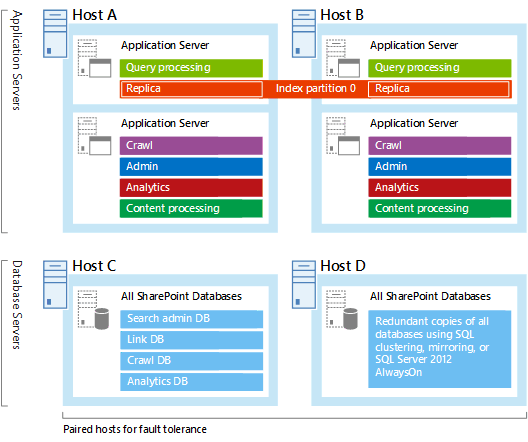 Application Servers
Host A
Application Server
Query processing
Replica
Index partition 0
Application Server
Crawl
Admin
Analytics
Content processing
Host B
Application Server
Query processing
Replica
Application Server
Crawl
Admin
Analytics
Content processing
Database Servers
Host C
All SharePoint Databases
Search admin DB
Link DB
Crawl DB
Analytics DB
Host D
All SharePoint Databases
Redundant copies of all
databases using SQL
clustering, mirroring, or
SQL Server 2012
AlwaysOn
Paired hosts for fault tolerance